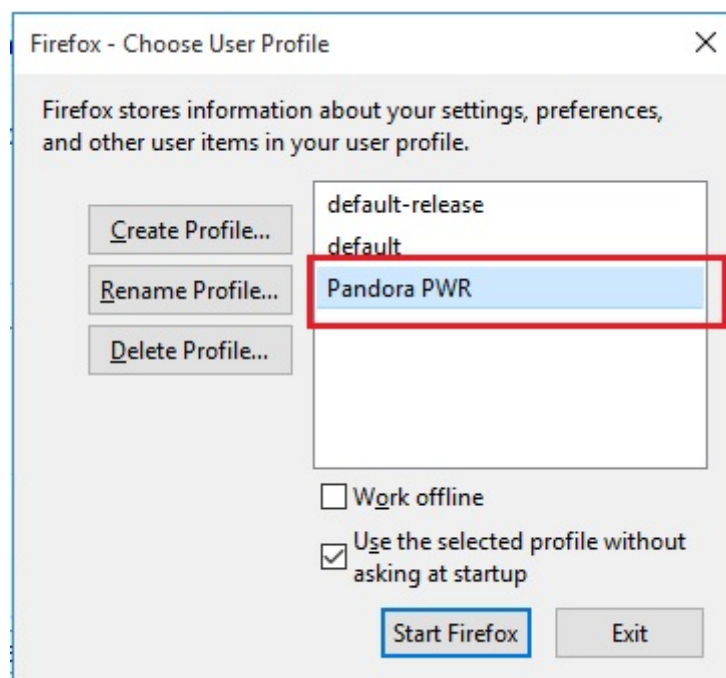 Firefox - Choose User Profile
Firefox stores information about your settings, preferences,
and other user items in your user profile.
Create Profile...
Rename Profile...
Delete Profile...
default-release
default
Pandora PWR
Work offline
Use the selected profile without
asking at startup
Start Firefox
Exit